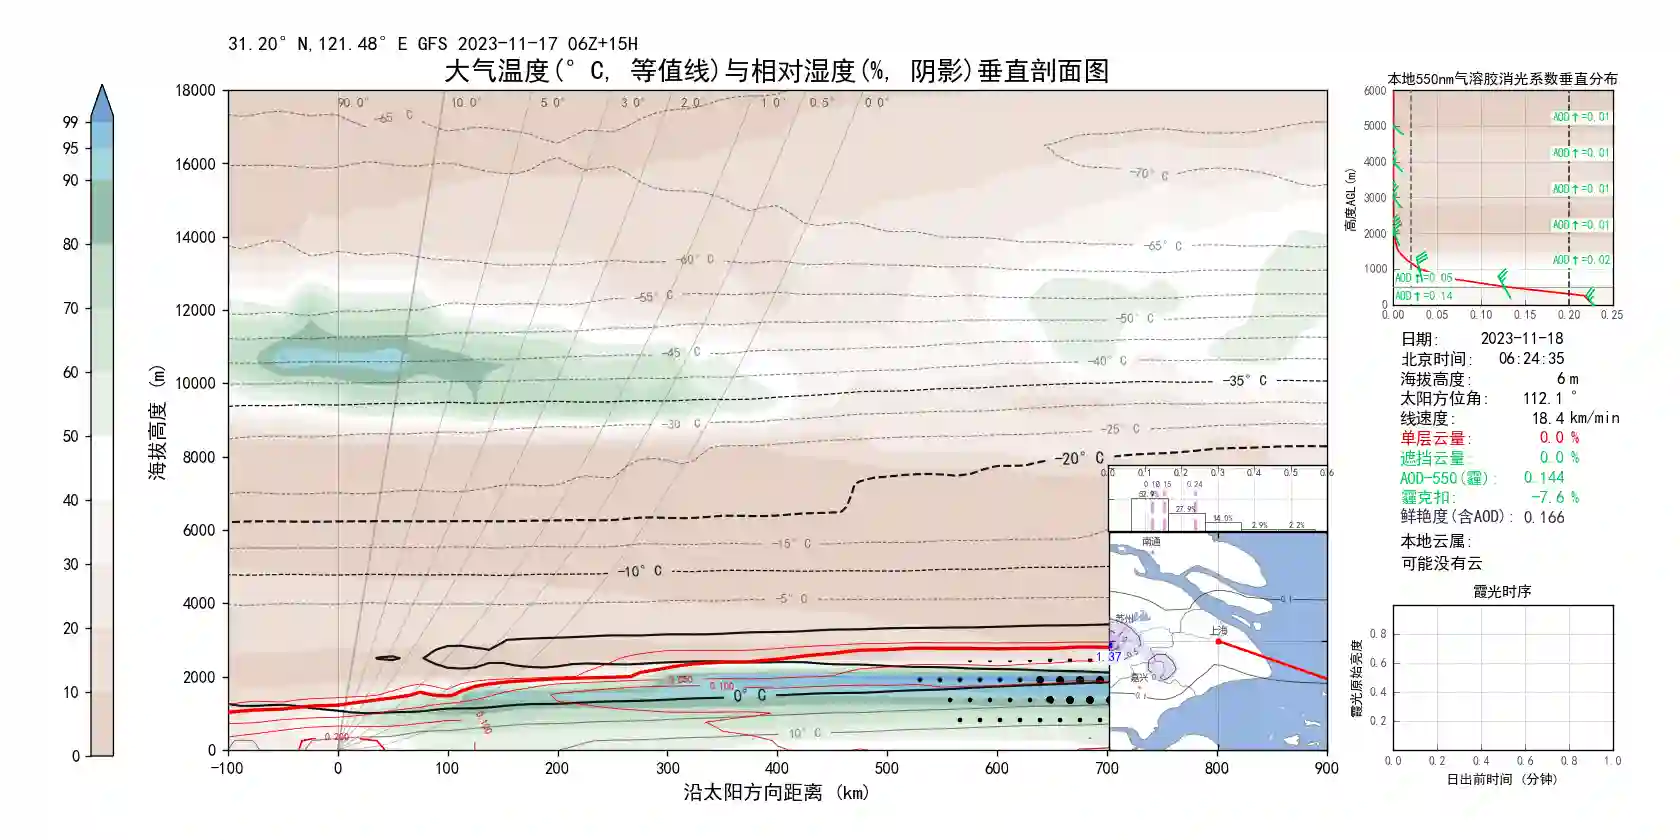 31.20° N,121.48° E GFS 2023-11-17 06Z+15H
大气温度(° C, 等值线)与相对湿度(%, 阴影)垂直剖面图
99
95
90
80
70
60
50
40
30
20
10
0
海拔高度 (m)
18000
16000
14000
12000
10000
8000
6000
4000
2000
0
90.0° 10.0° 5.0° 3.0° 2.0 1.0° 0.5° 0.0°
-65° C
-70° C
-65° C
-60° C
-55° C
-50° C
-45° C
-40° C
-35° C
-30° C
-25° C
-20° C
-15° C
-10° C
-5° C
0° C
10° C
0.050
0.100
0.100
0.200
-100 0 100 200 300 400 500 600 700 800 900
沿太阳方向距离 (km)
0.0 0.1 0.2 0.3 0.4 0.5 0.6
0.10 0.15 0.24
27.9%
14.0%
2.9%
2.2%
南通
苏州
上海
嘉兴
0.1
1.37
本地550nm气溶胶消光系数垂直分布
高度AGL(m)
6000
5000
4000
3000
2000
1000
0
AOD↑=0.01
AOD↑=0.01
AOD↑=0.01
AOD↑=0.01
AOD↑=0.02
AOD↑=0.05
AOD↑=0.14
0.00 0.05 0.10 0.15 0.20 0.25
日期: 2023-11-18
北京时间: 06:24:35
海拔高度: 6 m
太阳方位角: 112.1 °
线速度: 18.4 km/min
单层云量: 0.0 %
遮挡云量: 0.0 %
AOD-550(霾): 0.144
霾克扣: -7.6 %
鲜艳度(含AOD): 0.166
本地云属:
可能没有云
霞光时序
霞光原始亮度
0.8
0.6
0.4
0.2
0.0 0.2 0.4 0.6 0.8 1.0
日出前时间 (分钟)